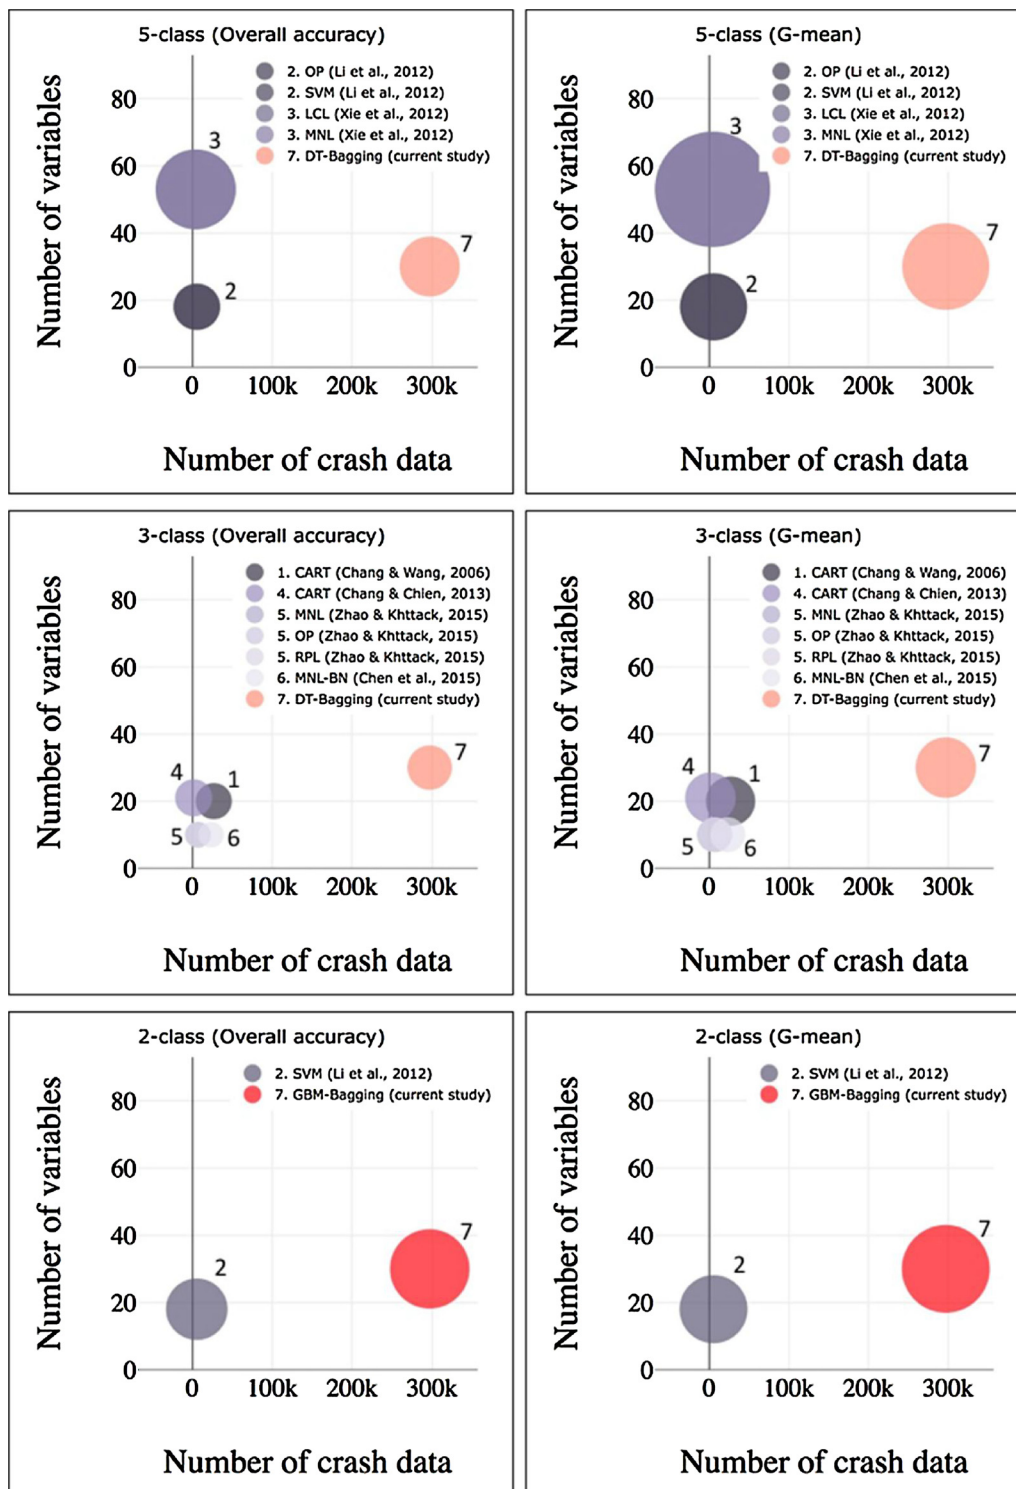 5-class (Overall accuracy)
2. OP (Li et al., 2012)
2. SVM (Li et al., 2012)
3. LCL (Xie et al., 2012)
3. MNL (Xie et al., 2012)
7. DT-Bagging (current study)
Number of variables
80
60
40
20
0
3
7
2
0 100k 200k 300k
Number of crash data
5-class (G-mean)
2. OP (Li et al., 2012)
2. SVM (Li et al., 2012)
3. LCL (Xie et al., 2012)
3. MNL (Xie et al., 2012)
7. DT-Bagging (current study)
Number of variables
80
60
40
20
0
3
7
2
0 100k 200k 300k
Number of crash data
3-class (Overall accuracy)
1. CART (Chang & Wang, 2006)
4. CART (Chang & Chien, 2013)
5. MNL (Zhao & Khttack, 2015)
5. OP (Zhao & Khttack, 2015)
5. RPL (Zhao & Khttack, 2015)
6. MNL-BN (Chen et al., 2015)
7. DT-Bagging (current study)
Number of variables
80
60
40
20
0
7
4
1
5
6
0 100k 200k 300k
Number of crash data
3-class (G-mean)
1. CART (Chang & Wang, 2006)
4. CART (Chang & Chien, 2013)
5. MNL (Zhao & Khttack, 2015)
5. OP (Zhao & Khttack, 2015)
5. RPL (Zhao & Khttack, 2015)
6. MNL-BN (Chen et al., 2015)
7. DT-Bagging (current study)
Number of variables
80
60
40
20
0
7
4
1
5
6
0 100k 200k 300k
Number of crash data
2-class (Overall accuracy)
2. SVM (Li et al., 2012)
7. GBM-Bagging (current study)
Number of variables
80
60
40
20
0
7
2
0 100k 200k 300k
Number of crash data
2-class (G-mean)
2. SVM (Li et al., 2012)
7. GBM-Bagging (current study)
Number of variables
80
60
40
20
0
7
2
0 100k 200k 300k
Number of crash data